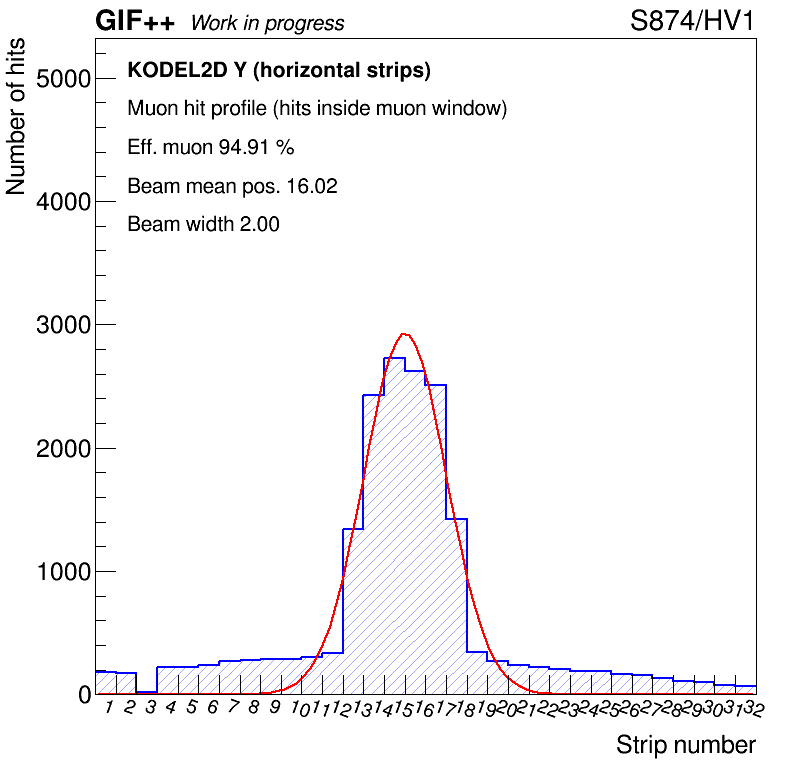 GIF++ Work in progress S874/HV1
Number of hits
KODEL2D Y (horizontal strips)
Muon hit profile (hits inside muon window)
Eff. muon 94.91 %
Beam mean pos. 16.02
Beam width 2.00
5000
4000
3000
2000
1000
0
1 2 3 4 5 6 7 8 9 10 11 12 13 14 15 16 17 18 19 20 21 22 23 24 25 26 27 28 29 30 31 32
Strip number